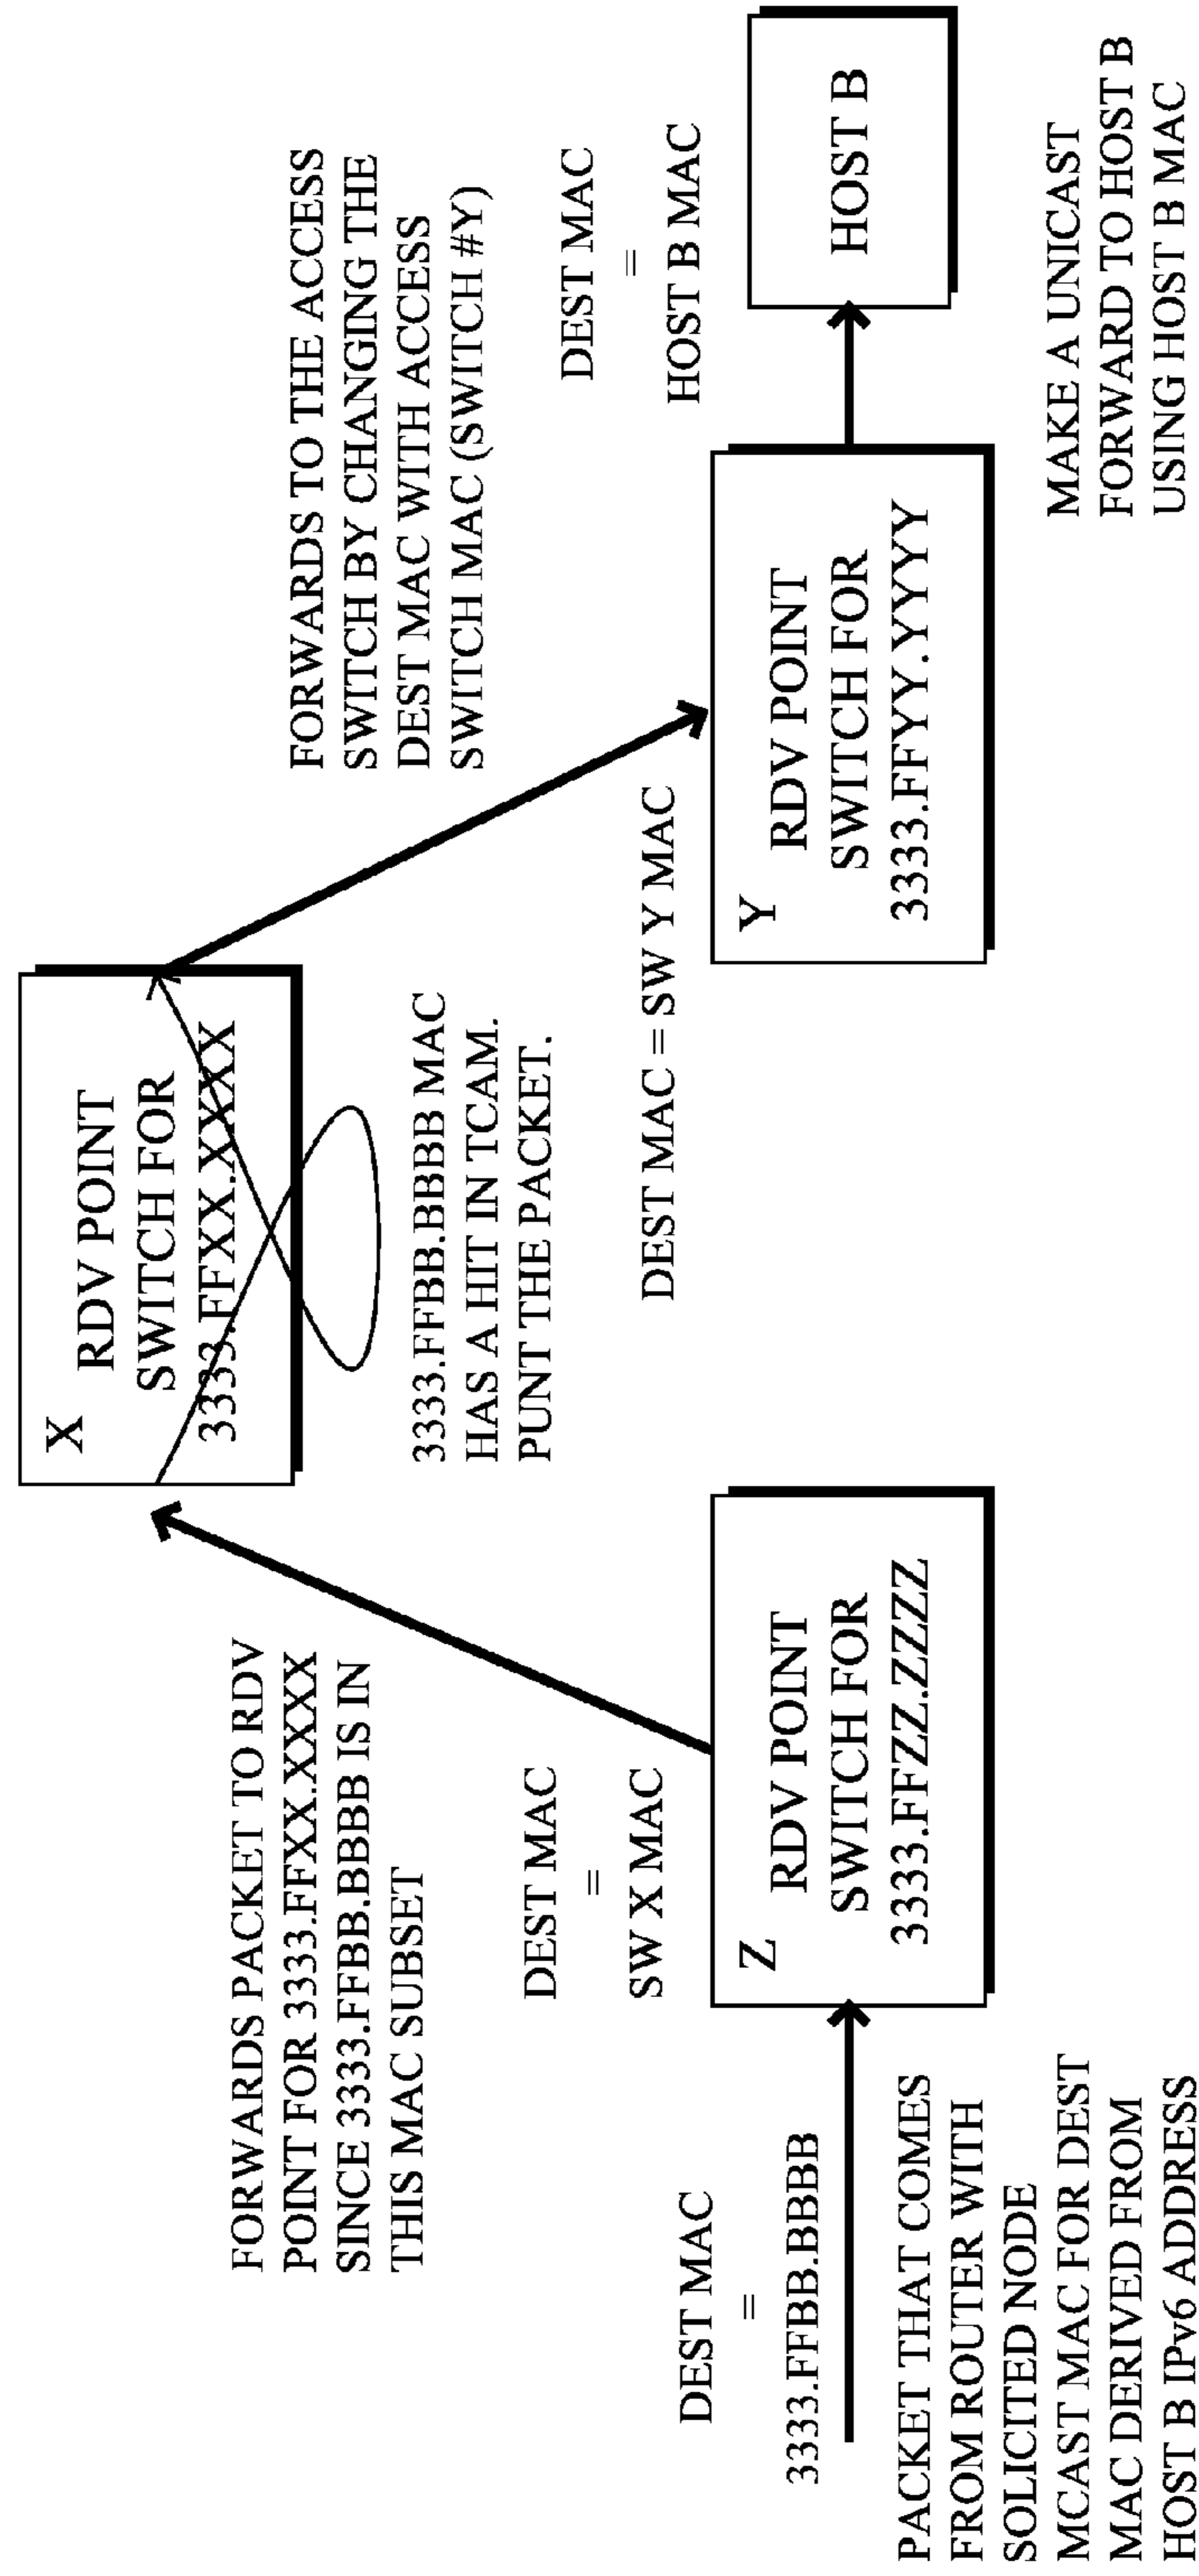 PACKET THAT COMES
FROM ROUTER WITH
SOLICITED NODE
MCAST MAC FOR DEST
MAC DERIVED FROM
HOST B IPv6 ADDRESS
DEST MAC
=
3333.FFBB.BBBB
Z
RDV POINT
SWITCH FOR
3333.FFZZ.ZZZZ
FORWARDS PACKET TO RDV
POINT FOR 3333.FFXX.XXXX
SINCE 3333.FFBB.BBBB IS IN
THIS MAC SUBSET
DEST MAC
=
SW X MAC
X
RDV POINT
SWITCH FOR
3333.FFXX.XXXX
3333.FFBB.BBBB MAC
HAS A HIT IN TCAM.
PUNT THE PACKET.
FORWARDS TO THE ACCESS
SWITCH BY CHANGING THE
DEST MAC WITH ACCESS
SWITCH MAC (SWITCH #Y)
DEST MAC = SW Y MAC
Y
RDV POINT
SWITCH FOR
3333.FFYY.YYYY
DEST MAC
=
HOST B MAC
HOST B
MAKE A UNICAST
FORWARD TO HOST B
USING HOST B MAC